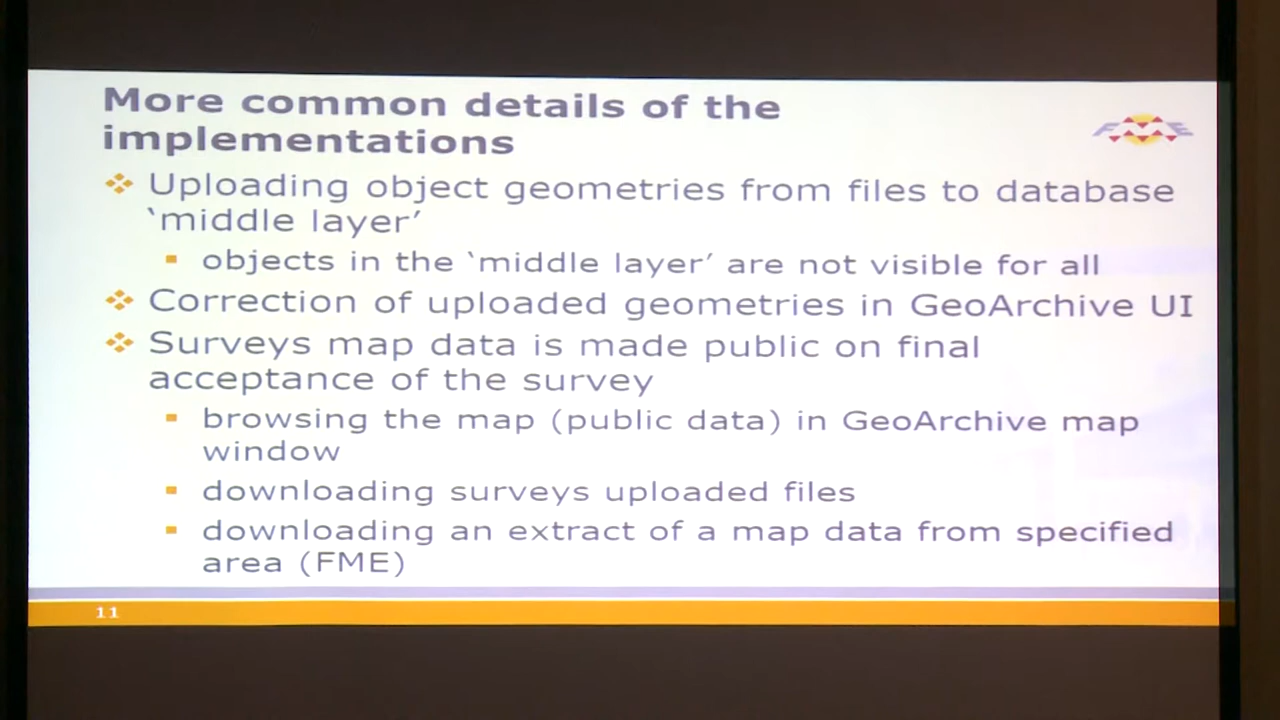 More common details of the
implementations
FME
Uploading object geometries from files to database
‘middle layer’
objects in the ‘middle layer’ are not visible for all
Correction of uploaded geometries in GeoArchive UI
Surveys map data is made public on final
acceptance of the survey
browsing the map (public data) in GeoArchive map
window
downloading surveys uploaded files
downloading an extract of a map data from specified
area (FME)
11